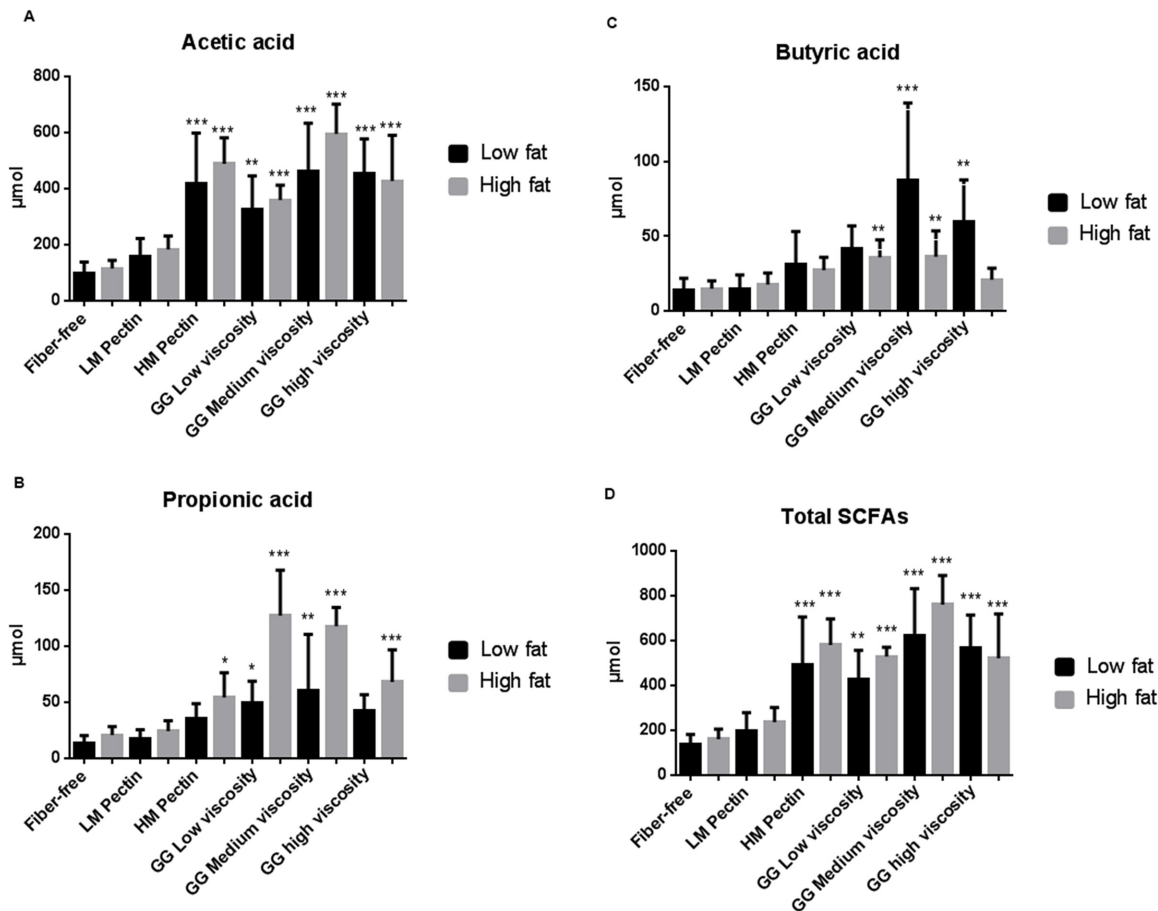 A
Acetic acid
800
600
400
200
0
µmol
*** *** ** *** *** *** *** ***
Low fat
High fat
Fiber-free
LM Pectin
HM Pectin
GG Low viscosity
GG Medium viscosity
GG high viscosity
B
Propionic acid
200
150
100
50
0
µmol
* * *** ** *** ***
Low fat
High fat
Fiber-free
LM Pectin
HM Pectin
GG Low viscosity
GG Medium viscosity
GG high viscosity
C
Butyric acid
150
100
50
0
µmol
** *** ** **
Low fat
High fat
Fiber-free
LM Pectin
HM Pectin
GG Low viscosity
GG Medium viscosity
GG high viscosity
D
Total SCFAs
1000
800
600
400
200
0
µmol
*** *** ** *** *** *** *** ***
Low fat
High fat
Fiber-free
LM Pectin
HM Pectin
GG Low viscosity
GG Medium viscosity
GG high viscosity